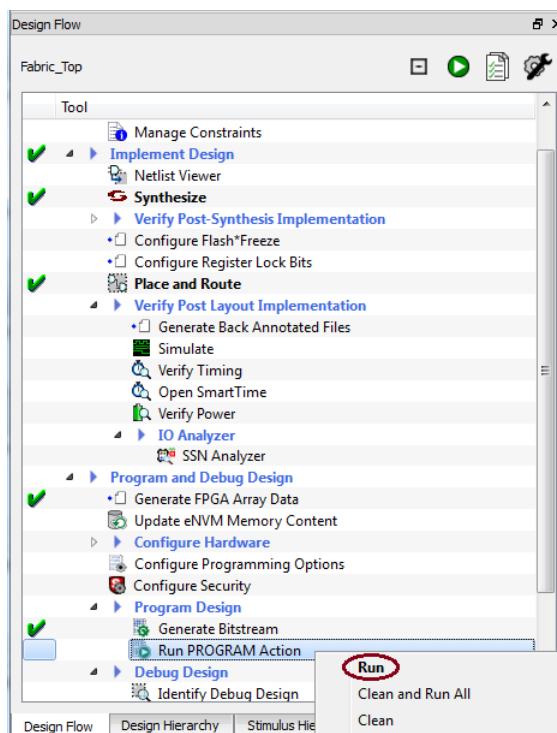 Design Flow
Fabric_Top
Tool
Manage Constraints
Implement Design
Netlist Viewer
Synthesize
Verify Post-Synthesis Implementation
Configure Flash*Freeze
Configure Register Lock Bits
Place and Route
Verify Post Layout Implementation
Generate Back Annotated Files
Simulate
Verify Timing
Open SmartTime
Verify Power
IO Analyzer
SSN Analyzer
Program and Debug Design
Generate FPGA Array Data
Update eNVM Memory Content
Configure Hardware
Configure Programming Options
Configure Security
Program Design
Generate Bitstream
Run PROGRAM Action
Run
Debug Design
Clean and Run All
Identify Debug Design
Clean
Design Flow Design Hierarchy Stimulus Hie